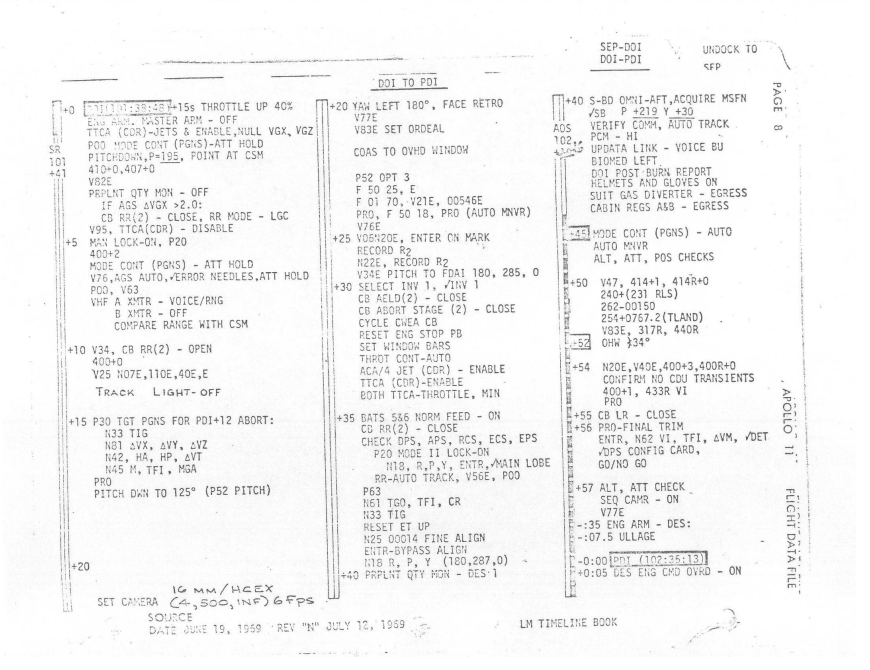 SEP-DOI
DOI-PDI
UNDOCK TO
SEP
DOI TO PDI
PAGE 8
+0 DOI(101:38:48)+15s THROTTLE UP 40%
ENG ARM, MASTER ARM - OFF
TTCA (CDR)-JETS & ENABLE,NULL VGX, VGZ
POO MODE CONT (PGNS)-ATT HOLD
SR
101
+41
PITCHDOWN,P=195, POINT AT CSM
410+0,407+0
V82E
PRPLNT QTY MON - OFF
IF AGS ΔVGX >2.0:
CB RR(2) - CLOSE, RR MODE - LGC
V95, TTCA(CDR) - DISABLE
+5 MAN LOCK-ON, P20
400+2
MODE CONT (PGNS) - ATT HOLD
V76,AGS AUTO,√ERROR NEEDLES,ATT HOLD
POO, V63
VHF A XMTR - VOICE/RNG
B XMTR - OFF
COMPARE RANGE WITH CSM
+10 V34, CB RR(2) - OPEN
400+0
V25 N07E,110E,40E,E
TRACK LIGHT-OFF
+15 P30 TGT PGNS FOR PDI+12 ABORT:
N33 TIG
N81 ΔVX, ΔVY, ΔVZ
N42, HA, HP, ΔVT
N45 M, TFI, MGA
PRO
PITCH DWN TO 125° (P52 PITCH)
+20
+20 YAW LEFT 180°, FACE RETRO
V77E
V83E SET ORDEAL
COAS TO OVHD WINDOW
P52 OPT 3
F 50 25, E
F 01 70, V21E, 00546E
PRO, F 50 18, PRO (AUTO MNVR)
V76E
+25 V06N20E, ENTER ON MARK
RECORD R2
N22E, RECORD R2
V34E PITCH TO FDAI 180, 285, 0
+30 SELECT INV 1, √INV 1
CB AELD(2) - CLOSE
CB ABORT STAGE (2) - CLOSE
CYCLE CWEA CB
RESET ENG STOP PB
SET WINDOW BARS
THROT CONT-AUTO
ACA/4 JET (CDR) - ENABLE
TTCA (CDR)-ENABLE
BOTH TTCA-THROTTLE, MIN
+35 BATS 5&6 NORM FEED - ON
CB RR(2) - CLOSE
CHECK DPS, APS, RCS, ECS, EPS
P20 MODE II LOCK-ON
N18, R,P,Y, ENTR,√MAIN LOBE
RR-AUTO TRACK, V56E, POO
P63
N61 TGO, TFI, CR
N33 TIG
RESET ET UP
N25 00014 FINE ALIGN
ENTR-BYPASS ALIGN
N18 R, P, Y (180,287,0)
+40 PRPLNT QTY MON - DES 1
+40 S-BD OMNI-AFT,ACQUIRE MSFN
√SB P +219 Y +30
AOS
102
VERIFY COMM, AUTO TRACK
PCM - HI
UPDATA LINK - VOICE BU
BIOMED LEFT
DOI POST BURN REPORT
HELMETS AND GLOVES ON
SUIT GAS DIVERTER - EGRESS
CABIN REGS A&B - EGRESS
+45 MODE CONT (PGNS) - AUTO
AUTO MNVR
ALT, ATT, POS CHECKS
+50 V47, 414+1, 414R+0
240+(231 RLS)
262-00150
254+0767.2(TLAND)
V83E, 317R, 440R
+52 OHW }34°
+54 N20E,V40E,400+3,400R+0
CONFIRM NO CDU TRANSIENTS
400+1, 433R VI
PRO
+55 CB LR - CLOSE
+56 PRO-FINAL TRIM
ENTR, N62 VI, TFI, ΔVM, √DET
√DPS CONFIG CARD,
GO/NO GO
+57 ALT, ATT CHECK
SEQ CAMR - ON
V77E
-:35 ENG ARM - DES:
-:07.5 ULLAGE
-0:00 PDI (102:35:13)
+0:05 DES ENG CMD OVRD - ON
APOLLO 11 FLIGHT DATA FILE
16 MM/HCEX
SET CAMERA (4,500,INF) 6 FPS
SOURCE
DATE JUNE 19, 1969 REV "N" JULY 12, 1969
LM TIMELINE BOOK